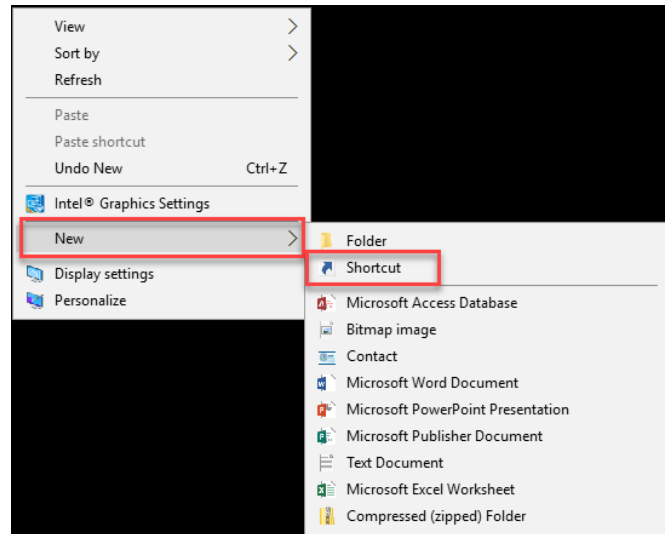 View
Sort by
Refresh
Paste
Paste shortcut
Undo New Ctrl+Z
Intel® Graphics Settings
New
Display settings
Personalize
Folder
Shortcut
Microsoft Access Database
Bitmap image
Contact
Microsoft Word Document
Microsoft PowerPoint Presentation
Microsoft Publisher Document
Text Document
Microsoft Excel Worksheet
Compressed (zipped) Folder